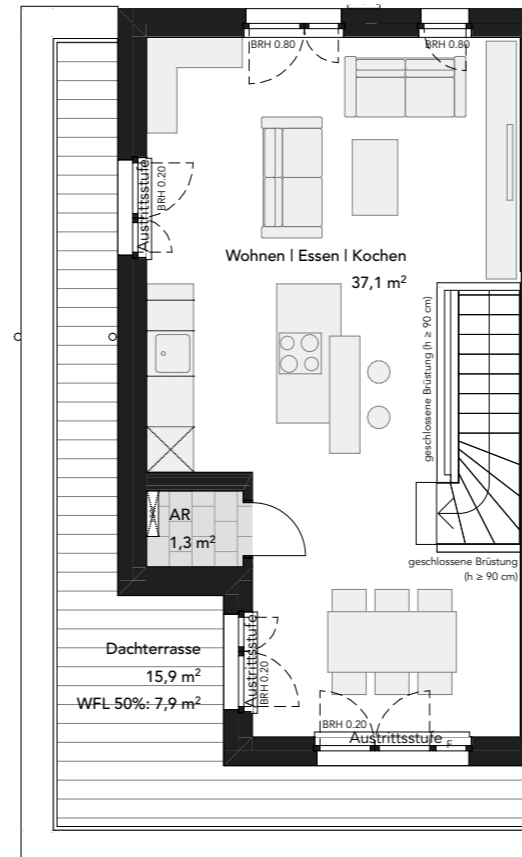 BRH 0.80
BRH 0.80
Austrittsstufe
BRH 0.20
Wohnen | Essen | Kochen
37,1 m²
geschlossene Brüstung (h ≥ 90 cm)
AR
1,3 m²
geschlossene Brüstung
(h ≥ 90 cm)
Dachterrasse
15,9 m²
WFL 50%: 7,9 m²
Austrittsstufe
BRH 0.20
BRH 0.20
Austrittsstufe
F